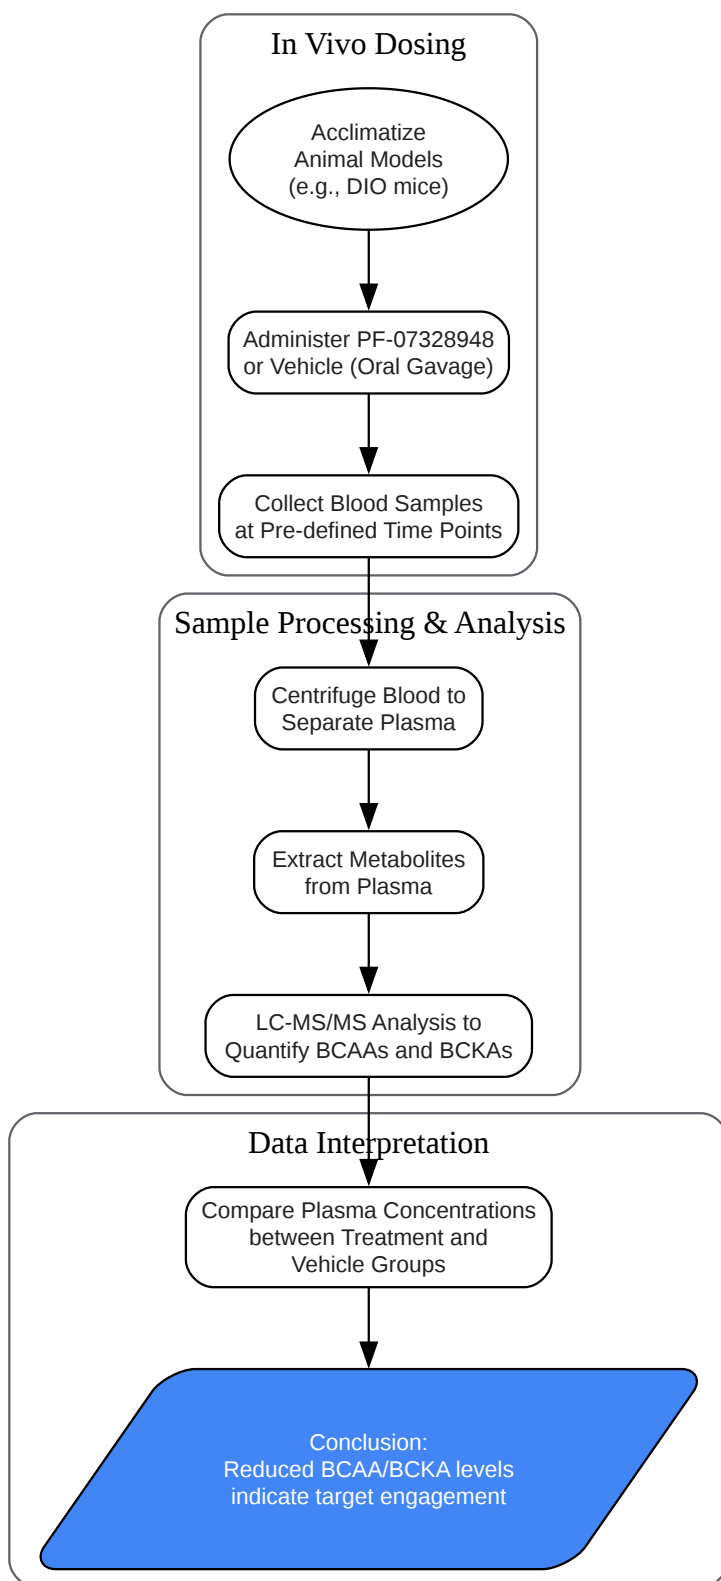 In Vivo Dosing
Acclimatize
Animal Models
(e.g., DIO mice)
Administer PF-07328948
or Vehicle (Oral Gavage)
Collect Blood Samples
at Pre-defined Time Points
Sample Processing & Analysis
Centrifuge Blood to
Separate Plasma
Extract Metabolites
from Plasma
LC-MS/MS Analysis to
Quantify BCAAs and BCKAs
Data Interpretation
Compare Plasma Concentrations
between Treatment and
Vehicle Groups
Conclusion:
Reduced BCAA/BCKA levels
indicate target engagement